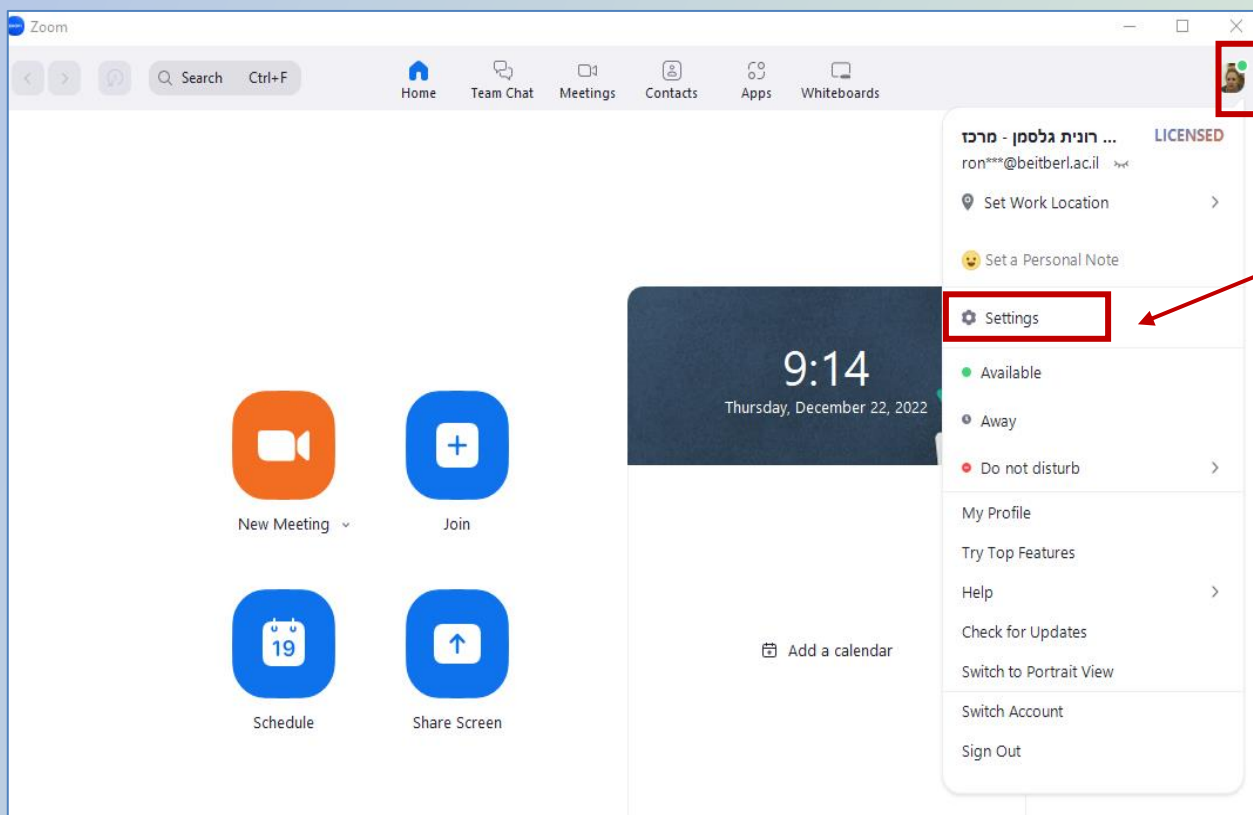 Zoom
Search Ctrl+F
Home
Team Chat
Meetings
Contacts
Apps
Whiteboards
רונית גלסמן - מרכז ...
LICENSED
ron***@beitberl.ac.il
Set Work Location
Set a Personal Note
Settings
Available
Away
Do not disturb
My Profile
Try Top Features
Help
Check for Updates
Switch to Portrait View
Switch Account
Sign Out
9:14
Thursday, December 22, 2022
New Meeting
Join
19
Schedule
Share Screen
Add a calendar